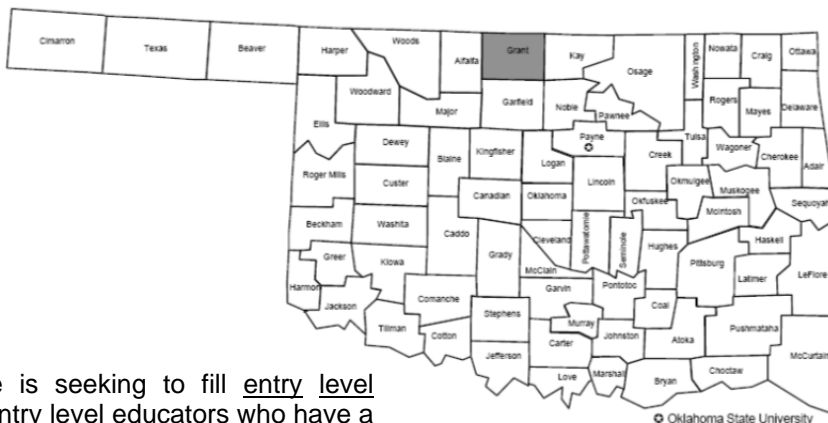 Cimarron Texas Beaver Harper Woods Alfalfa Grant Kay Osage Washington Nowata Craig Ottawa
Woodward Major Garfield Noble Pawnee Rogers Mayes Delaware
Ellis Dewey Blaine Kingfisher Logan Payne Creek Tulsa Wagoner Cherokee Adair
Roger Mills Custer Canadian Oklahoma Lincoln Okfuskee Okmulgee Muskogee Sequoyah
Beckham Washita Caddo Grady Cleveland Pottawatomie Seminole Hughes McIntosh Haskell
Greer Kiowa McClain Pittsburg Latimer LeFlore
Harmon Jackson Comanche Stephens Garvin Pontotoc Coal
Tillman Cotton Murray Johnston Atoka Pushmataha McCurtain
Jefferson Carter Love Marshall Bryan Choctaw
e is seeking to fill entry level
ntry level educators who have a
Oklahoma State University